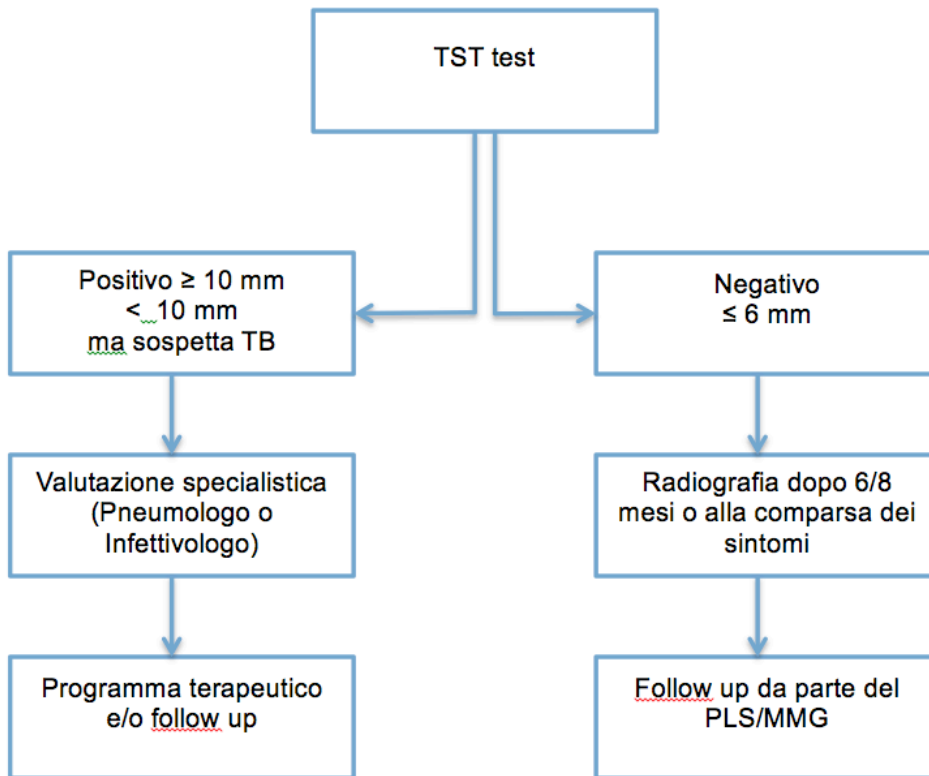 TST test
Positivo ≥ 10 mm
< 10 mm
ma sospetta TB
Negativo
≤ 6 mm
Valutazione specialistica
(Pneumologo o
Infettivologo)
Radiografia dopo 6/8
mesi o alla comparsa dei
sintomi
Programma terapeutico
e/o follow up
Follow up da parte del
PLS/MMG